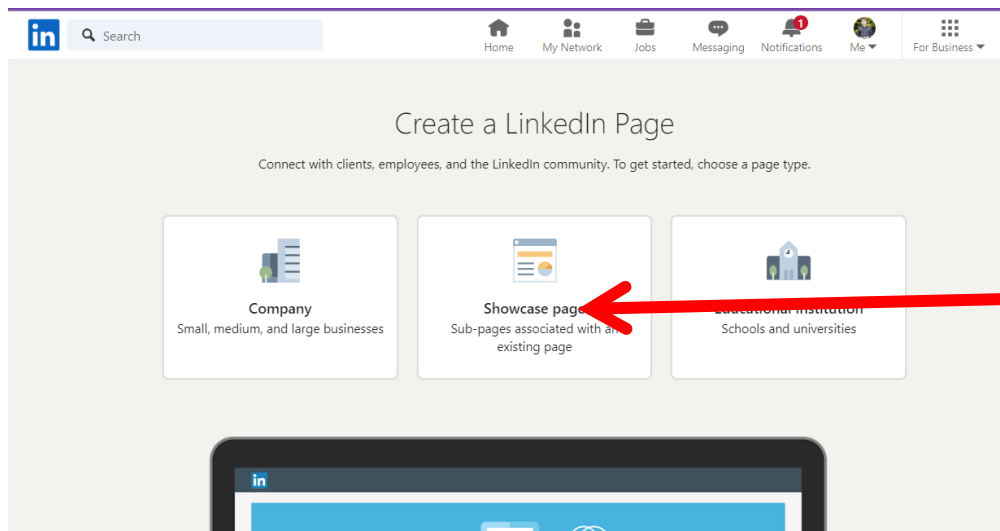 in Search
1
Home My Network Jobs Messaging Notifications Me For Business
Create a LinkedIn Page
Connect with clients, employees, and the LinkedIn community. To get started, choose a page type.
Company
Small, medium, and large businesses
Showcase page
Sub-pages associated with an
existing page
Educational institution
Schools and universities
in